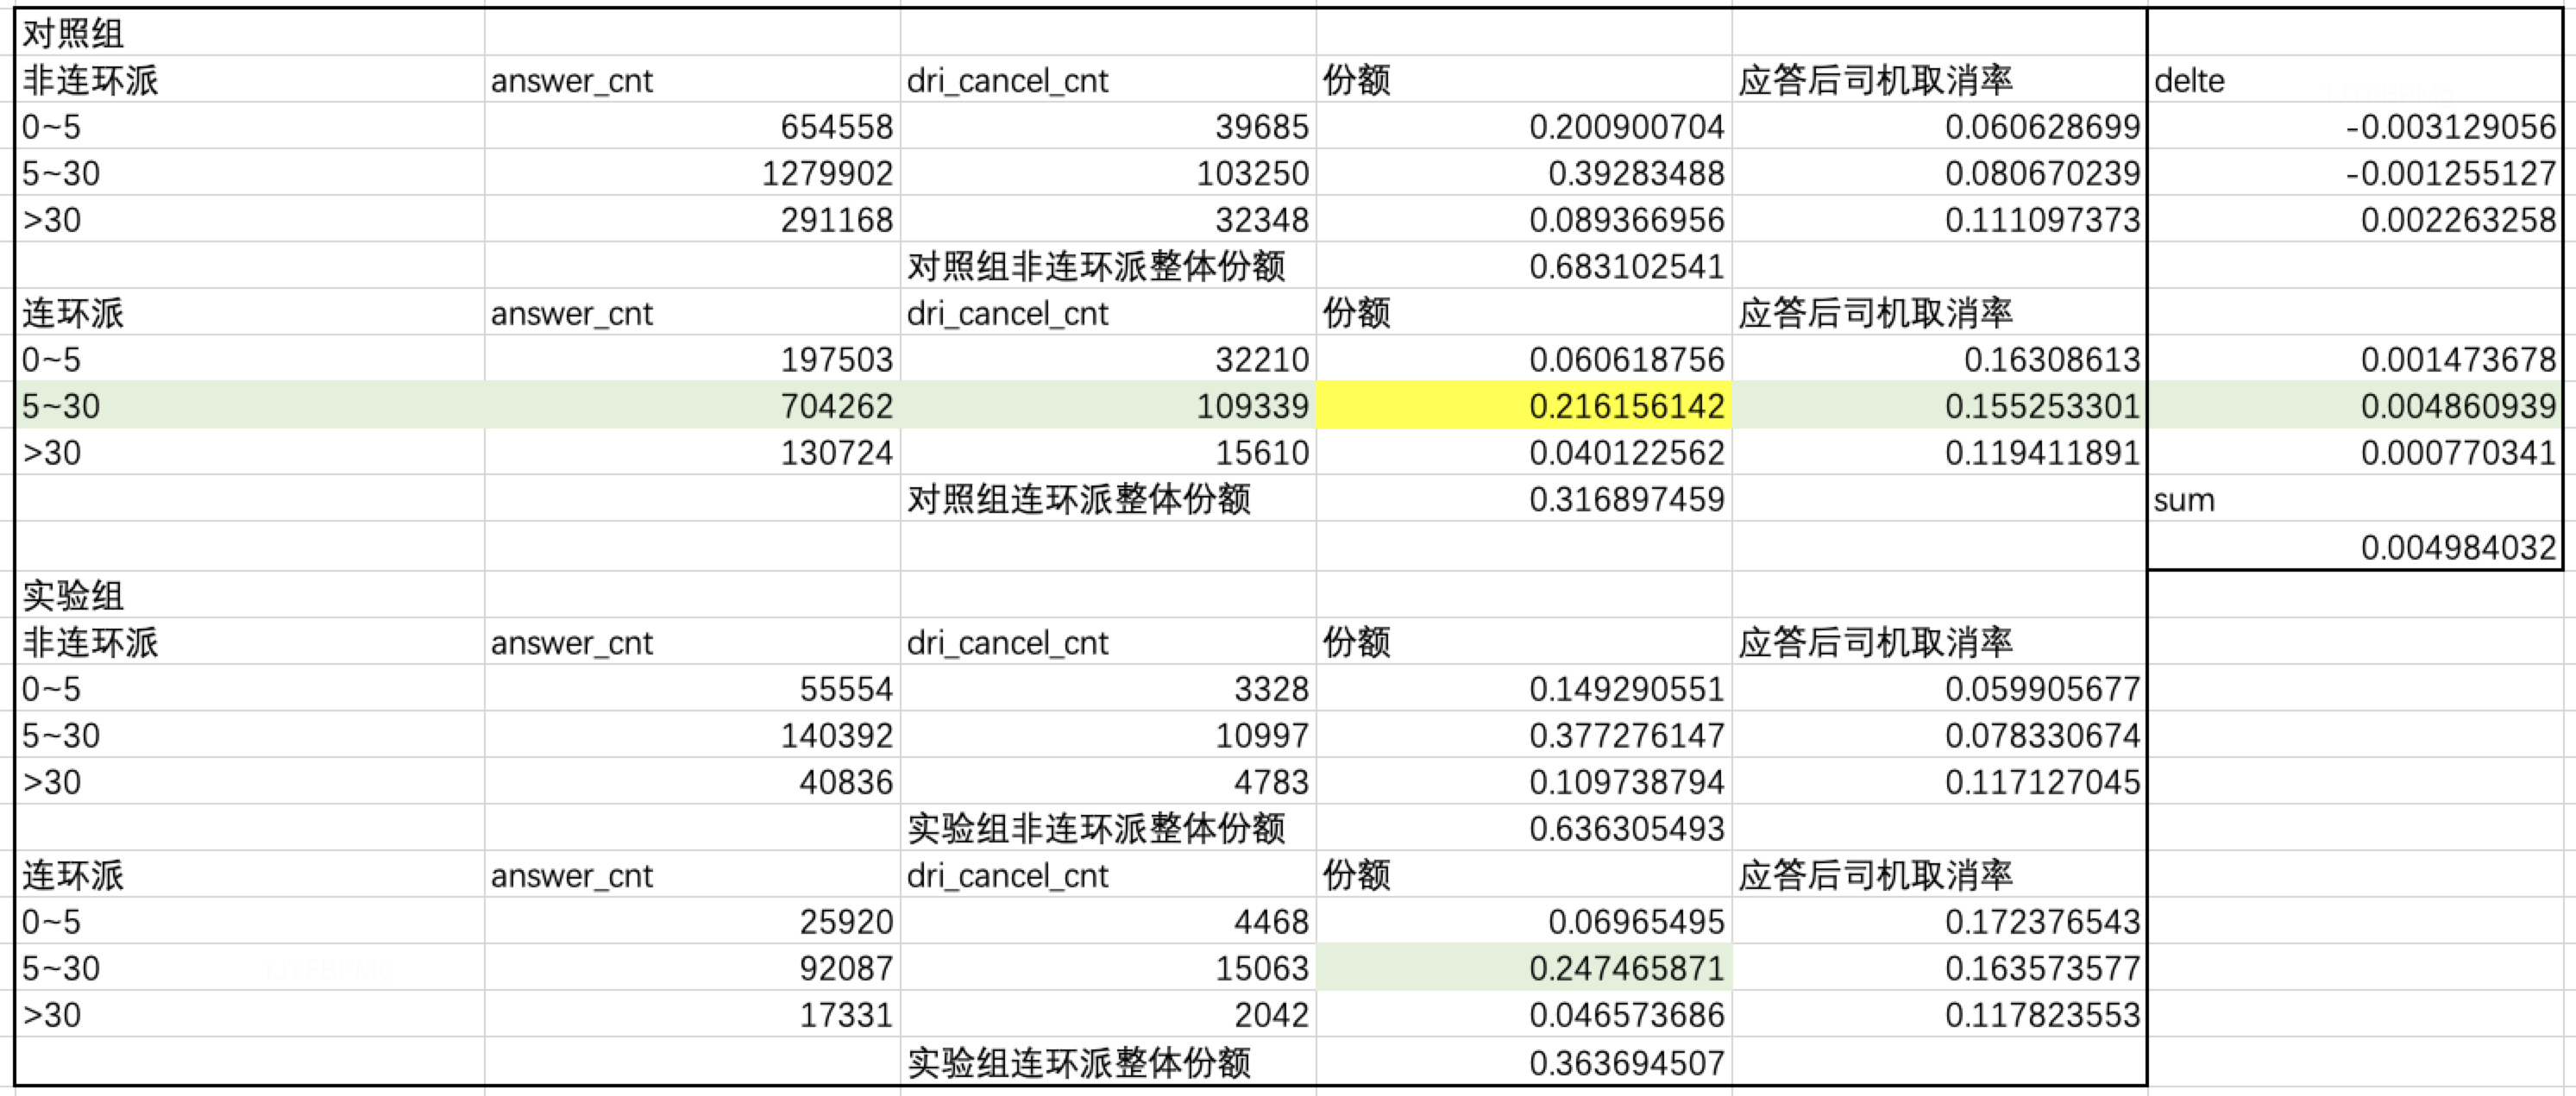 对照组
非连环派 answer_cnt dri_cancel_cnt 份额 应答后司机取消率 delte
0~5 654558 39685 0.200900704 0.060628699 -0.003129056
5~30 1279902 103250 0.39283488 0.080670239 -0.001255127
>30 291168 32348 0.089366956 0.111097373 0.002263258
对照组非连环派整体份额 0.683102541
连环派 answer_cnt dri_cancel_cnt 份额 应答后司机取消率
0~5 197503 32210 0.060618756 0.16308613 0.001473678
5~30 704262 109339 0.216156142 0.155253301 0.004860939
>30 130724 15610 0.040122562 0.119411891 0.000770341
对照组连环派整体份额 0.316897459 sum
0.004984032
实验组
非连环派 answer_cnt dri_cancel_cnt 份额 应答后司机取消率
0~5 55554 3328 0.149290551 0.059905677
5~30 140392 10997 0.377276147 0.078330674
>30 40836 4783 0.109738794 0.117127045
实验组非连环派整体份额 0.636305493
连环派 answer_cnt dri_cancel_cnt 份额 应答后司机取消率
0~5 25920 4468 0.06965495 0.172376543
5~30 92087 15063 0.247465871 0.163573577
>30 17331 2042 0.046573686 0.117823553
实验组连环派整体份额 0.363694507